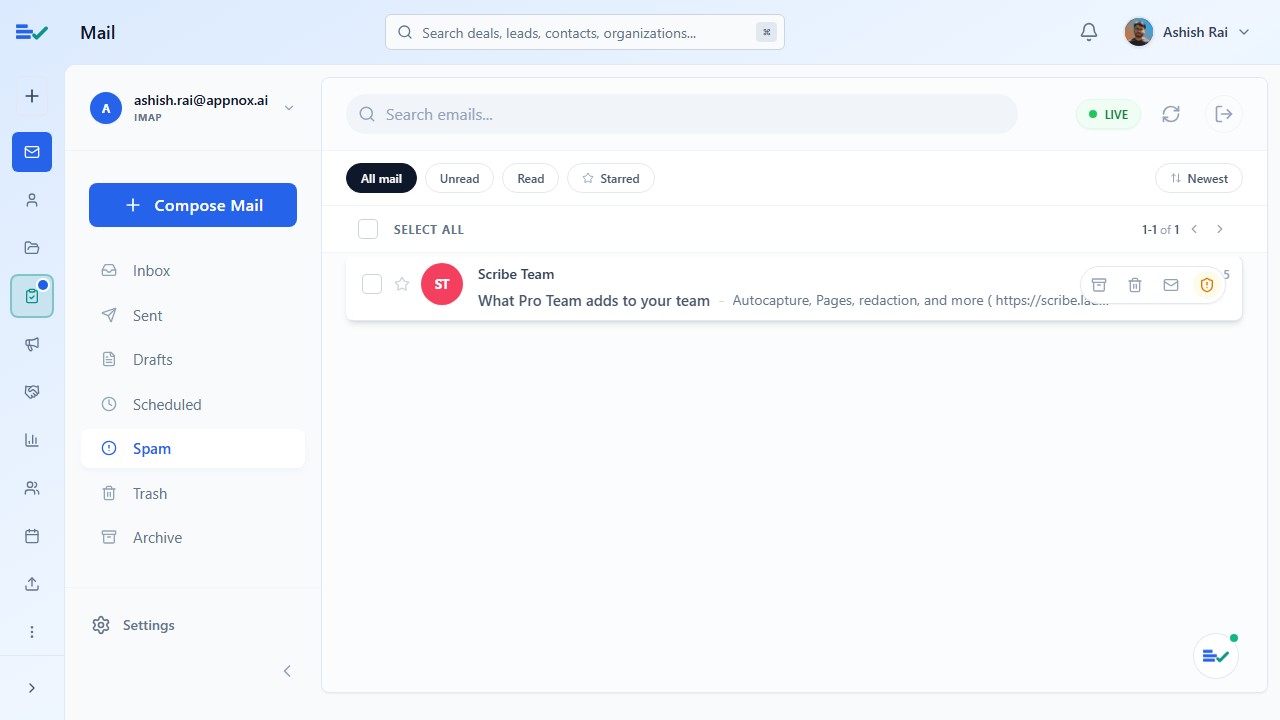 Mail
Search deals, leads, contacts, organizations...
⌘
Ashish Rai
A
ashish.rai@appnox.ai
IMAP
Search emails...
LIVE
Compose Mail
All mail
Unread
Read
Starred
Newest
SELECT ALL
1-1 of 1
Inbox
Sent
Drafts
Scheduled
Spam
Trash
Archive
Settings
ST
Scribe Team
5
What Pro Team adds to your team - Autocapture, Pages, redaction, and more ( https://scribe.lad...